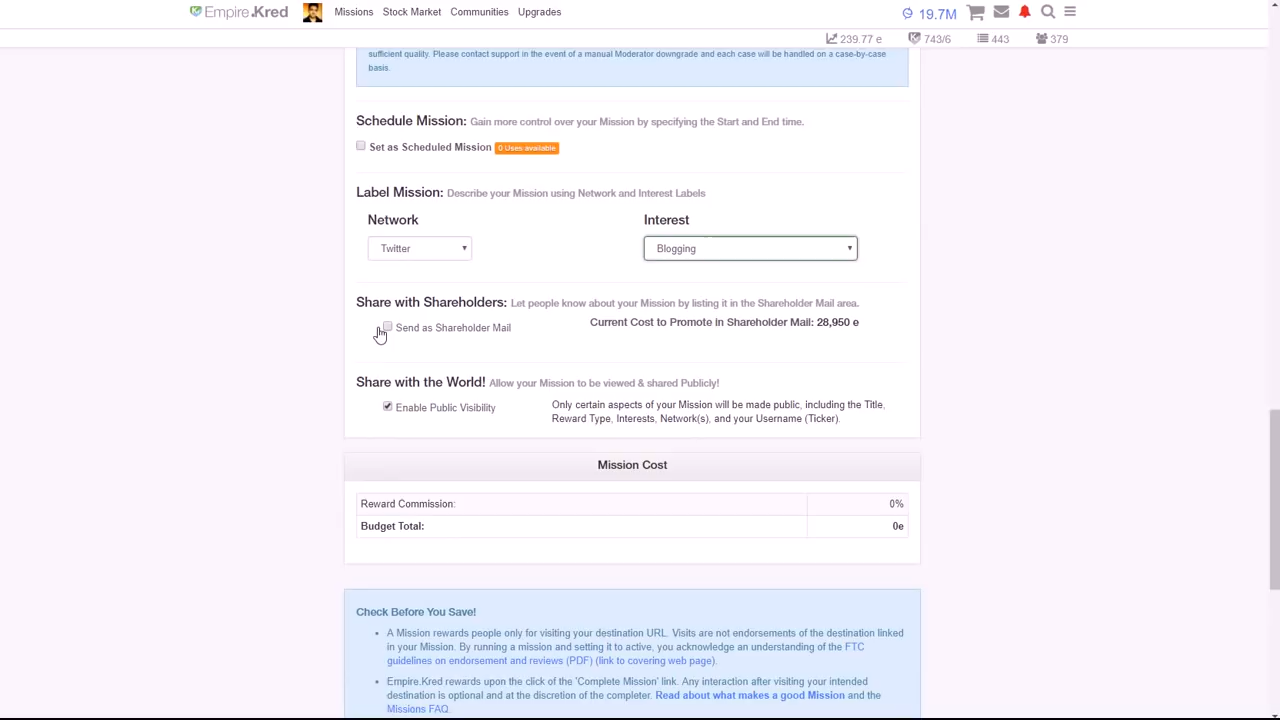 Empire.Kred Missions Stock Market Communities Upgrades 19.7M
239.77 e 743/6 443 379
sufficient quality. Please contact support in the event of a manual Moderator downgrade and each case will be handled on a case-by-case
basis.
Schedule Mission: Gain more control over your Mission by specifying the Start and End time.
Set as Scheduled Mission 0 Uses available
Label Mission: Describe your Mission using Network and Interest Labels
Network Interest
Twitter Blogging
Share with Shareholders: Let people know about your Mission by listing it in the Shareholder Mail area.
Send as Shareholder Mail Current Cost to Promote in Shareholder Mail: 28,950 e
Share with the World! Allow your Mission to be viewed & shared Publicly!
Enable Public Visibility
Only certain aspects of your Mission will be made public, including the Title,
Reward Type, Interests, Network(s), and your Username (Ticker).
Mission Cost
Reward Commission: 0%
Budget Total: 0e
Check Before You Save!
• A Mission rewards people only for visiting your destination URL. Visits are not endorsements of the destination linked
in your Mission. By running a mission and setting it to active, you acknowledge an understanding of the FTC
guidelines on endorsement and reviews (PDF) (link to covering web page).
• Empire.Kred rewards upon the click of the 'Complete Mission' link. Any interaction after visiting your intended
destination is optional and at the discretion of the completer. Read about what makes a good Mission and the
Missions FAQ.